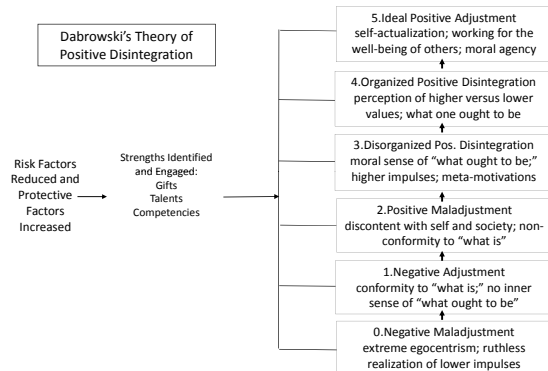 Dabrowski's Theory of
Positive Disintegration
Risk Factors
Reduced and
Protective
Factors
Increased
Strengths Identified
and Engaged:
Gifts
Talents
Competencies
5.Ideal Positive Adjustment
self-actualization; working for the
well-being of others; moral agency
4.Organized Positive Disintegration
perception of higher versus lower
values; what one ought to be
3.Disorganized Pos. Disintegration
moral sense of "what ought to be;"
higher impulses; meta-motivations
2.Positive Maladjustment
discontent with self and society; non-
conformity to "what is"
1.Negative Adjustment
conformity to "what is;" no inner
sense of "what ought to be"
0.Negative Maladjustment
extreme egocentrism; ruthless
realization of lower impulses